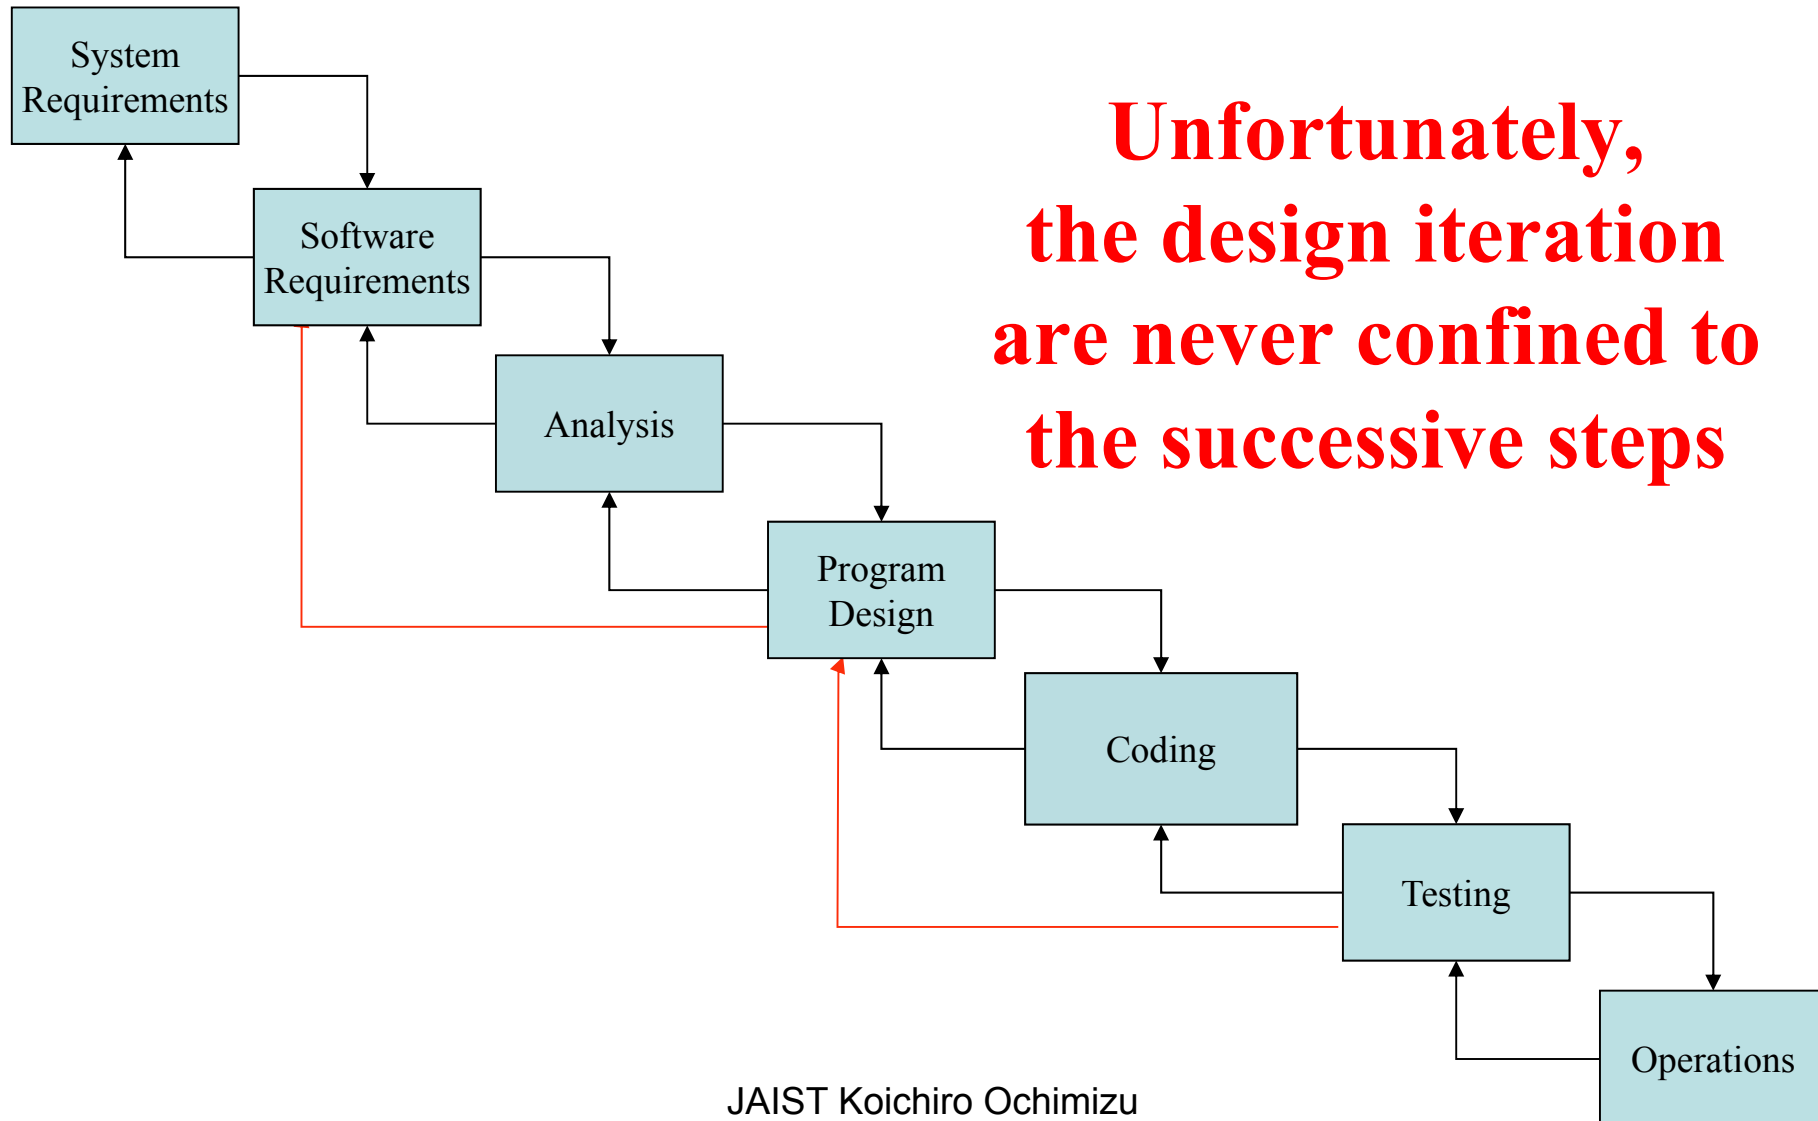 System
Requirements
Unfortunately,
the design iteration
are never confined to
the successive steps
Software
Requirements
Analysis
Program
Design
Coding
Testing
Operations
JAIST Koichiro Ochimizu